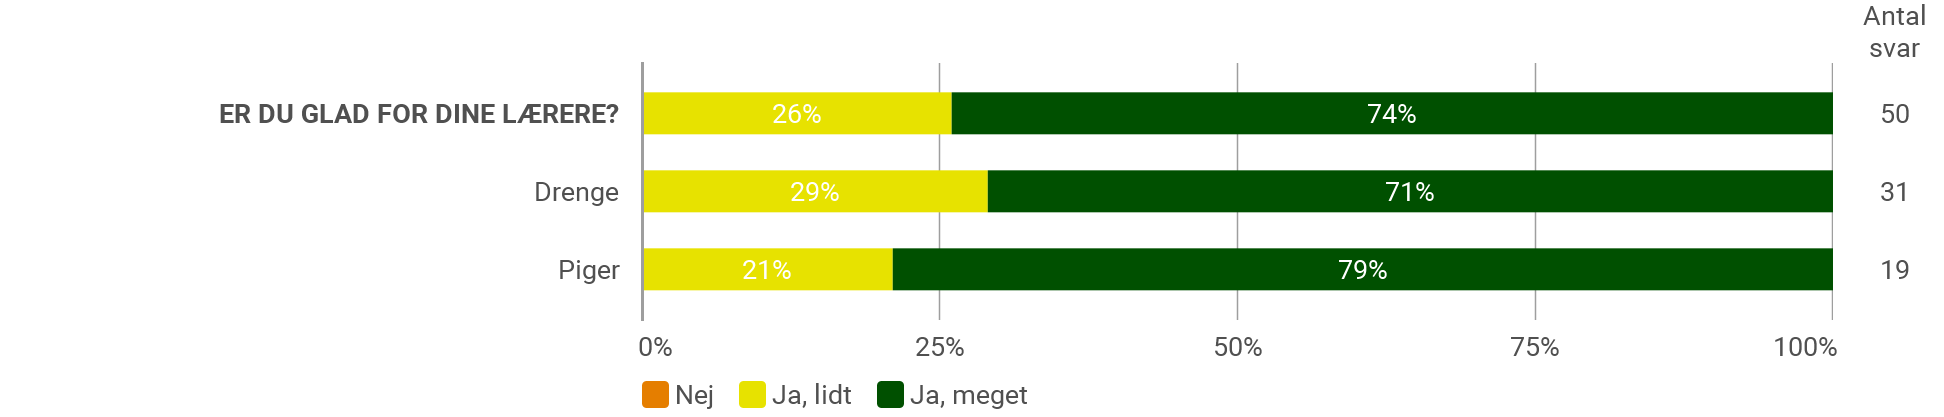 Antal
svar
ER DU GLAD FOR DINE LÆRERE? 26% 74% 50
Drenge 29% 71% 31
Piger 21% 79% 19
0% 25% 50% 75% 100%
Nej Ja, lidt Ja, meget